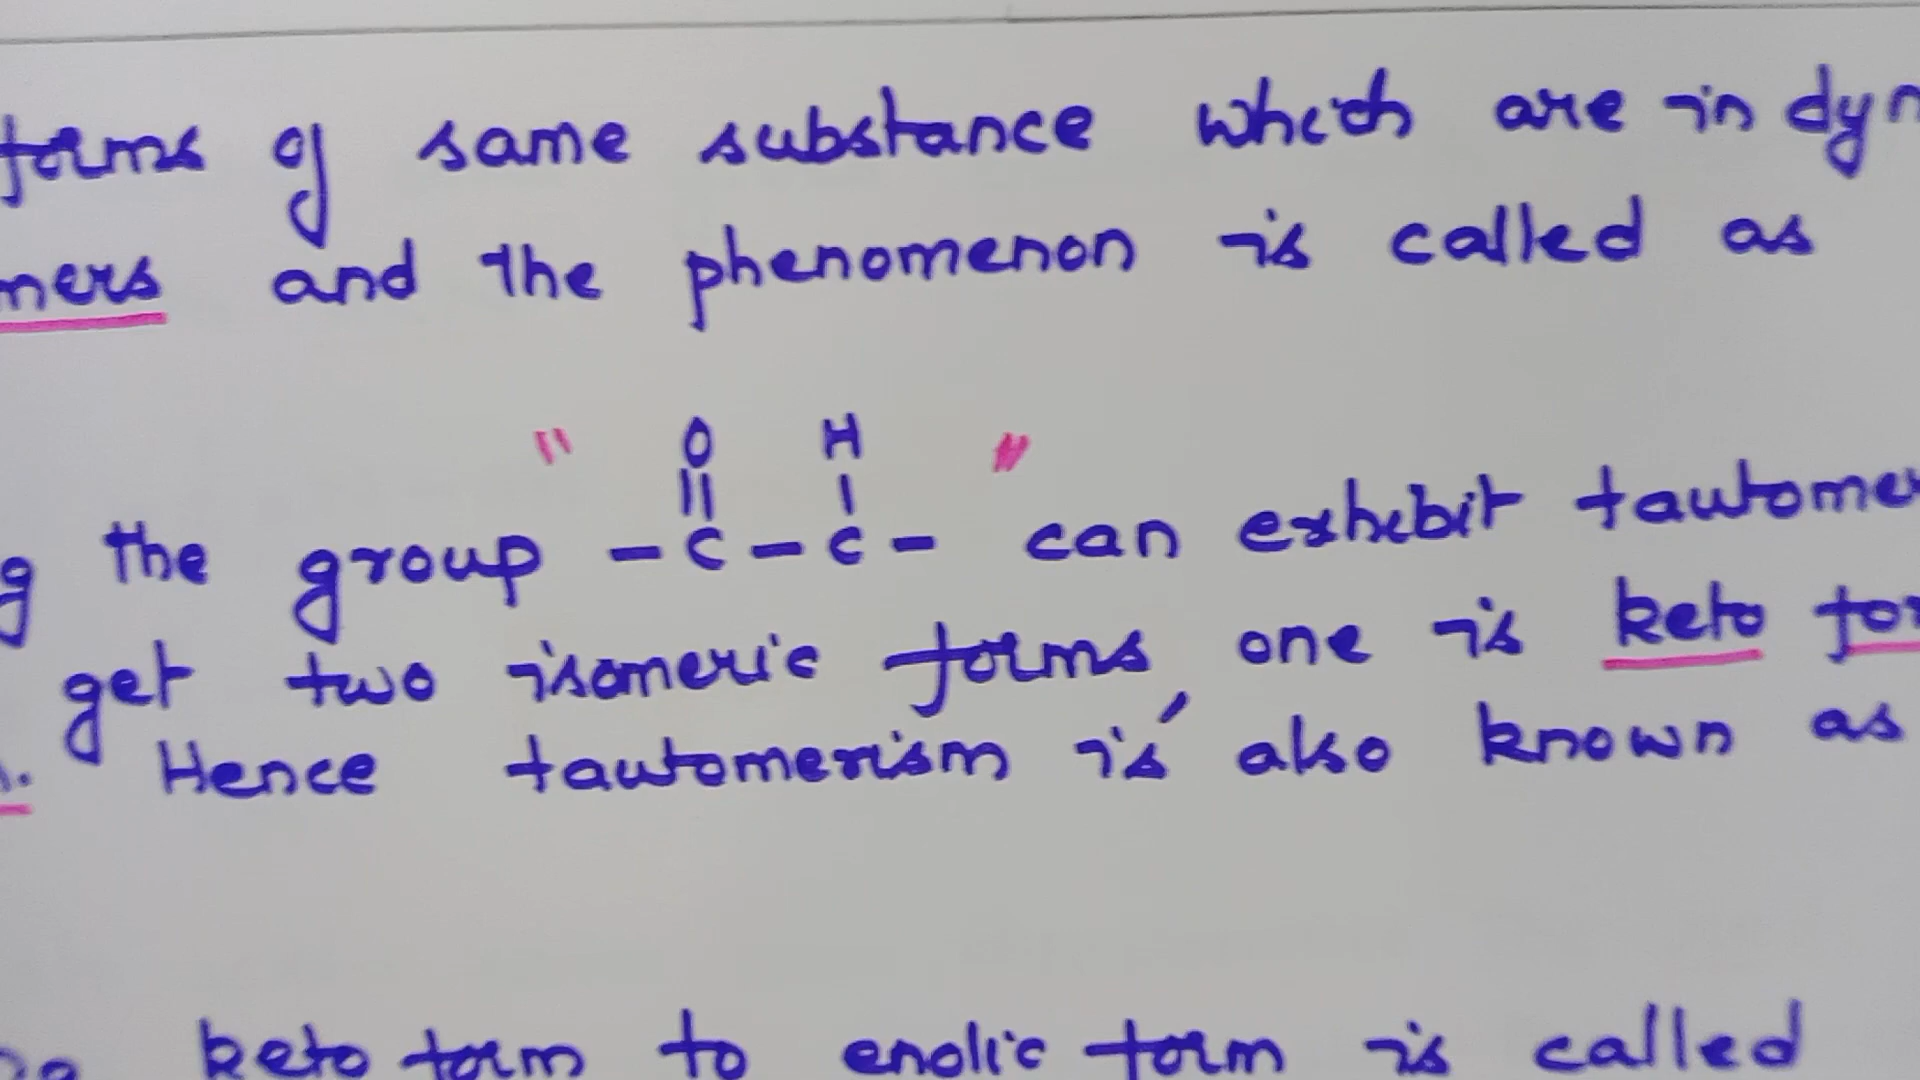 forms of same substance which are in dyn
mers and the phenomenon is called as
" O H "
|| |
g the group - C - C - can exhibit tautomer
get two isomeric forms one is keto for
. Hence tautomerism is also known as
keto form to enolic form is called